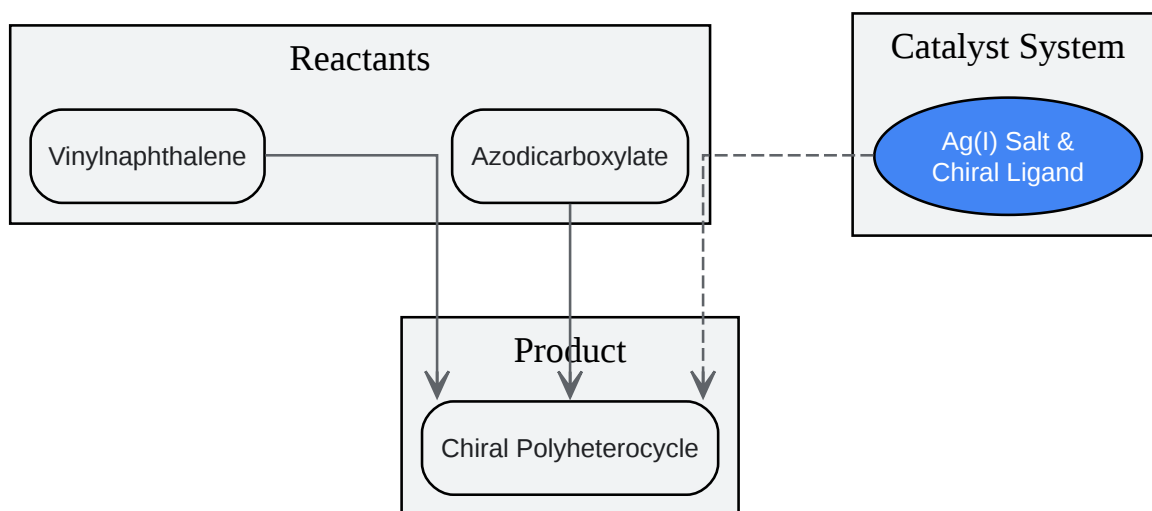 Reactants
Catalyst System
Vinylnaphthalene
Azodicarboxylate
Ag(I) Salt &
Chiral Ligand
Product
Chiral Polyheterocycle